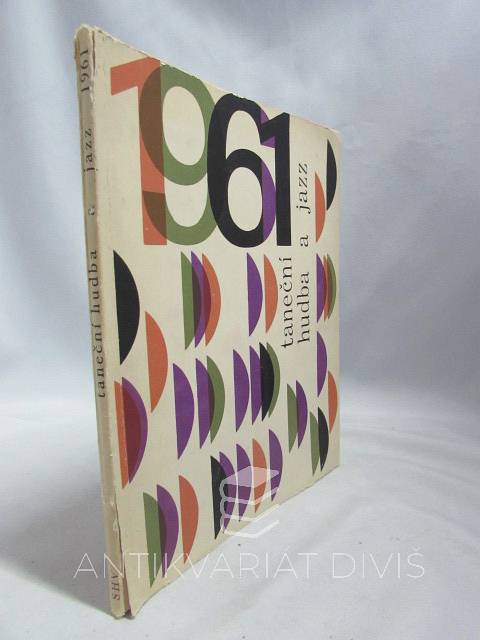 1961
taneční
hudba a jazz
taneční hudba a jazz 1961
SHV
ANTIKVARIÁT DIVIŠ